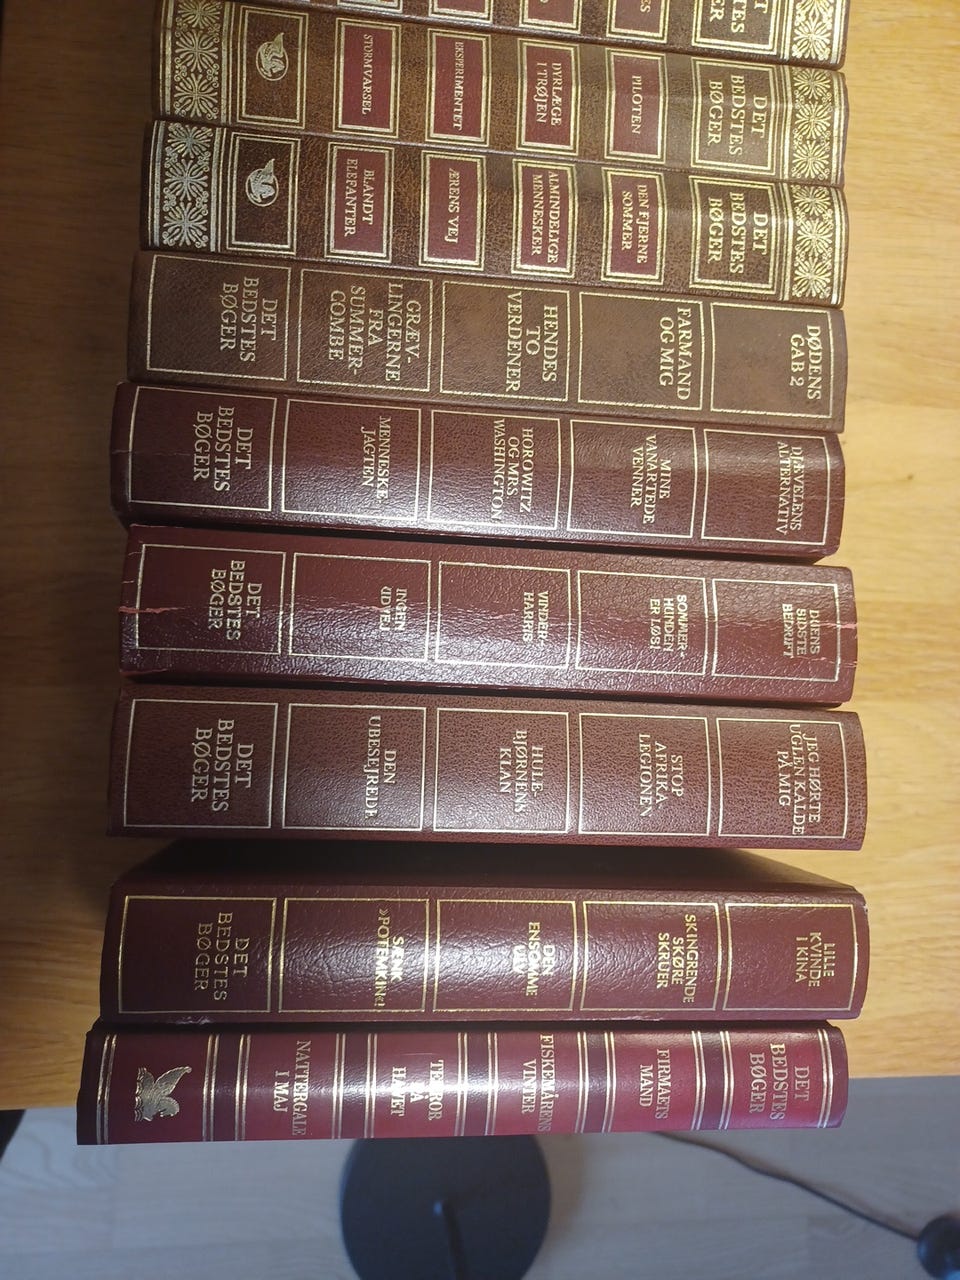 DET
BEDSTES
BØGER
PILOTEN
DYRLÆGE
I TRØJEN
EKSPERIMENTET
STORMVARSEL
DET
BEDSTES
BØGER
DEN FJERNE
SOMMER
ALMINDELIGE
MENNESKER
ÆRENS VEJ
BLANDT
ELEFANTER
DØDENS
GAB 2
FARMAND
OG MIG
HENDES
TO
VERDENER
GRÆV-
LINGERNE
FRA
SUMMER-
COMBE
DET
BEDSTES
BØGER
DJÆVELENS
ALTERNATIV
MINE
VANARTEDE
VENNER
HOROWITZ
OG MRS
WASHINGTON
MENNESKE-
JAGTEN
DET
BEDSTES
BØGER
SIDSTE
BEDRIFT
SOMMER-
HUNDEN
ER LØS!
VINDER
HARRIS
INGEN
UDVEJ
DET
BEDSTES
BØGER
JEG HØRTE
UGLEN KALDE
PÅ MIG
STOP
AFRIKA
LEGIONEN
HULE-
BJØRNENS
KLAN
DEN
UBESEJREDE
DET
BEDSTES
BØGER
LILLE
KVINDE
I KINA
SKINGRENDE
SKØRE
SKRUER
DEN
ENSOMME
ULV
SÆNK
»POTEMKIN«!
DET
BEDSTES
BØGER
DET
BEDSTES
BØGER
FIRMAETS
MAND
FISKEMÅRENS
VINTER
TERROR
PÅ
HAVET
NATTERGALE
I MAJ